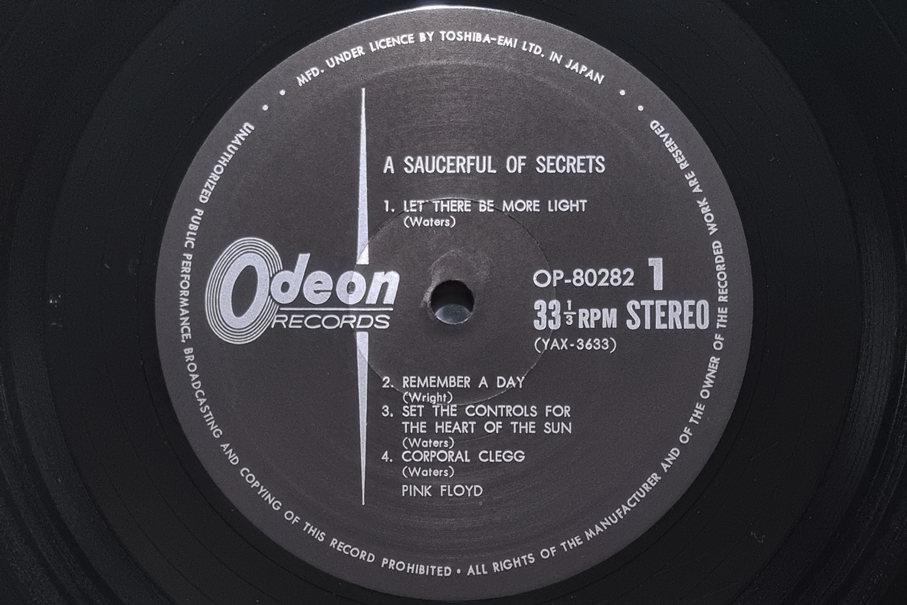 MFD. UNDER LICENCE BY TOSHIBA-EMI LTD. IN JAPAN
A SAUCERFUL OF SECRETS
1. LET THERE BE MORE LIGHT
(Waters)
Odeon
RECORDS
OP-80282 1
33 1/3 RPM STEREO
(YAX-3633)
2. REMEMBER A DAY
(Wright)
3. SET THE CONTROLS FOR
THE HEART OF THE SUN
(Waters)
4. CORPORAL CLEGG
(Waters)
PINK FLOYD
UNAUTHORIZED PUBLIC PERFORMANCE, BROADCASTING AND COPYING OF THIS RECORD PROHIBITED • ALL RIGHTS OF THE MANUFACTURER AND OF THE OWNER OF THE RECORDED WORK ARE RESERVED